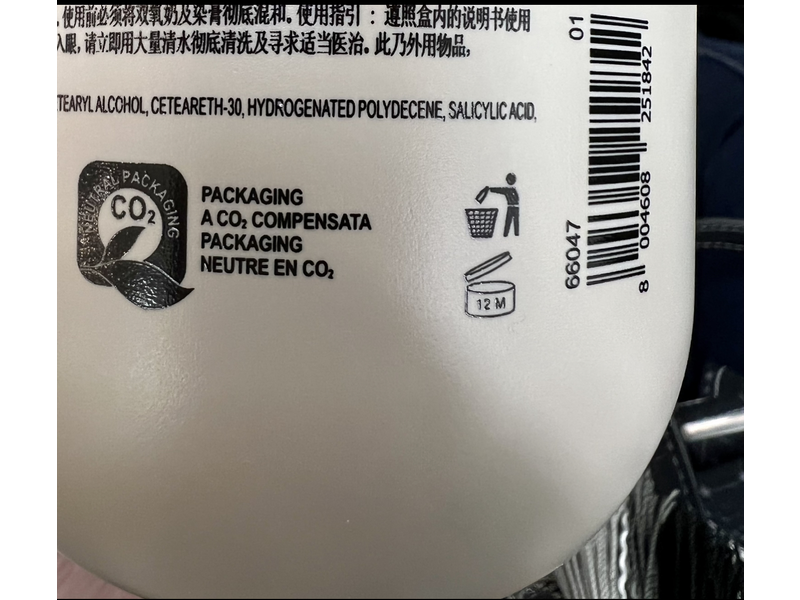 使用前必须将双氧奶及染膏彻底混和。使用指引：遵照盒内的说明书使用
入眼,请立即用大量清水彻底清洗及寻求适当医治。此乃外用物品,
TEARYL ALCOHOL, CETEARETH-30, HYDROGENATED POLYDECENE, SALICYLIC ACID,
NEUTRAL PACKAGING
CO₂
PACKAGING
A CO₂ COMPENSATA
PACKAGING
NEUTRE EN CO₂
12 M
01
66047
8 004608 251842